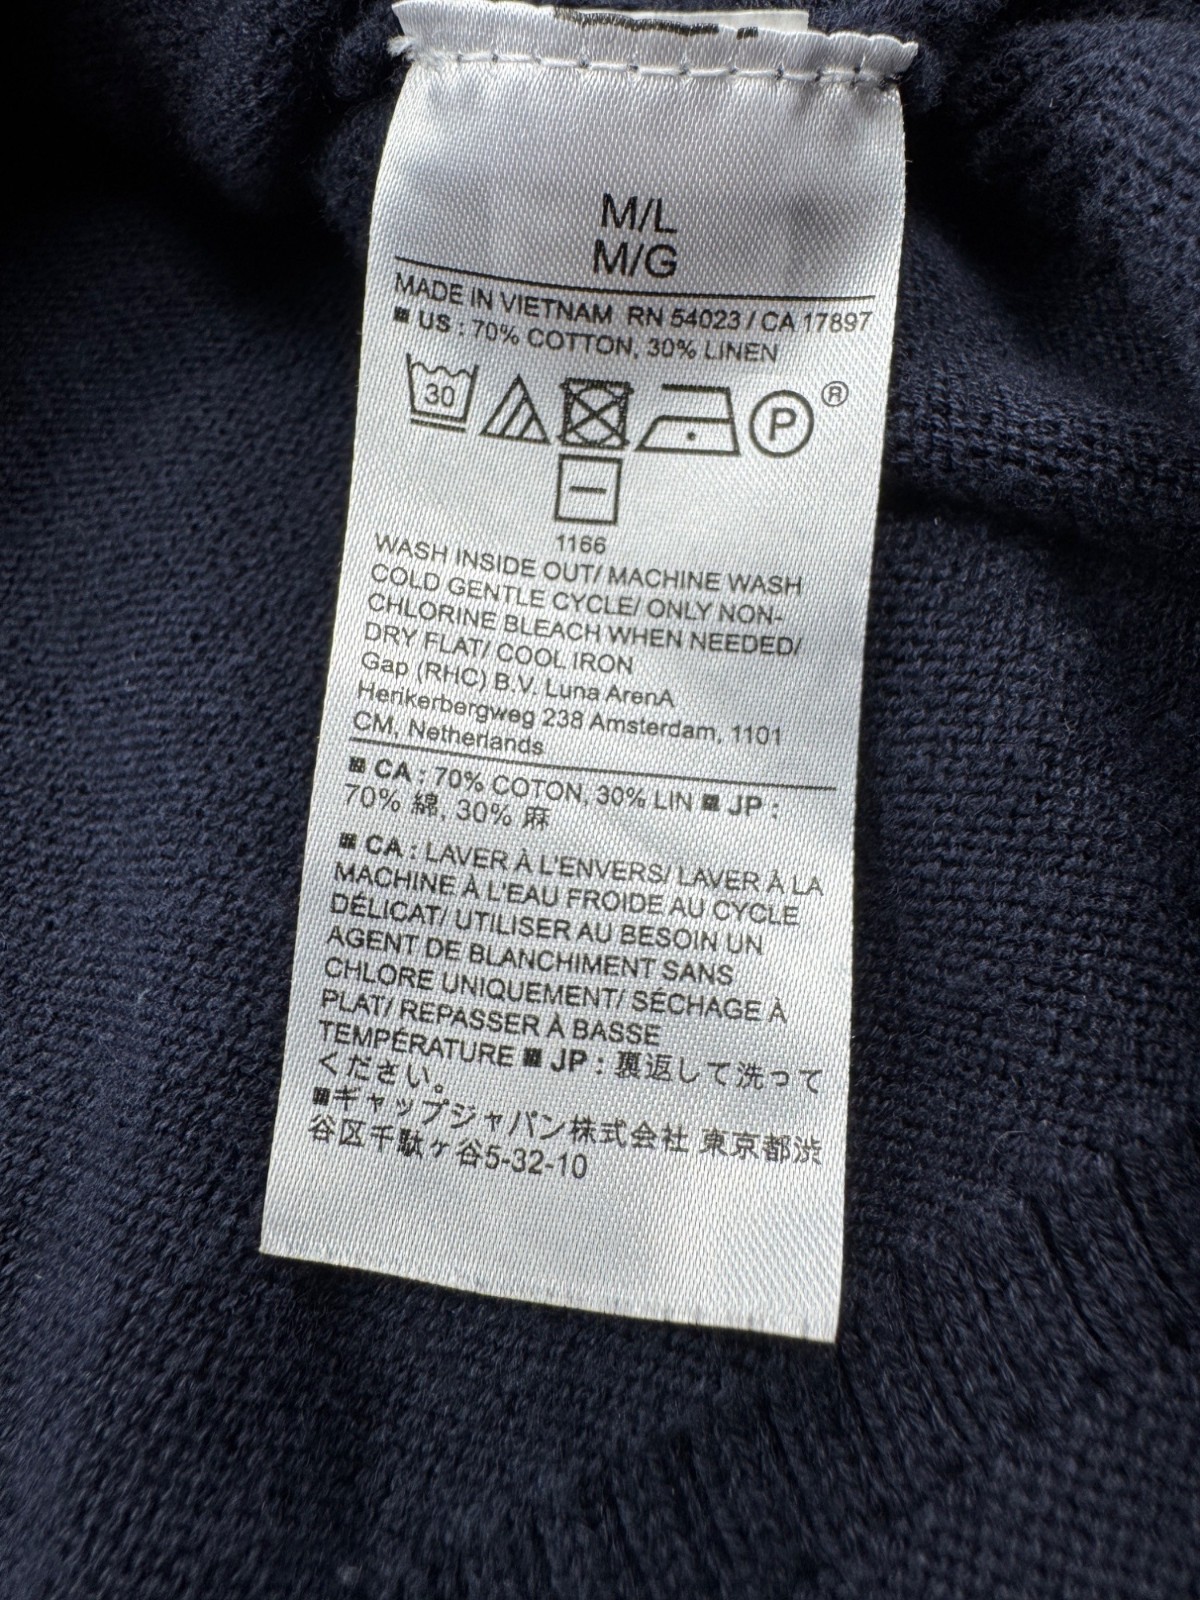 M/L
M/G
MADE IN VIETNAM RN 54023 / CA 17897
US : 70% COTTON, 30% LINEN
30
P ®
1166
WASH INSIDE OUT/ MACHINE WASH
COLD GENTLE CYCLE/ ONLY NON-
CHLORINE BLEACH WHEN NEEDED/
DRY FLAT/ COOL IRON
Gap (RHC) B.V. Luna ArenA
Herikerbergweg 238 Amsterdam, 1101
CM, Netherlands
CA : 70% COTON, 30% LIN JP :
70% 綿, 30% 麻
CA : LAVER À L'ENVERS/ LAVER À LA
MACHINE À L'EAU FROIDE AU CYCLE
DÉLICAT/ UTILISER AU BESOIN UN
AGENT DE BLANCHIMENT SANS
CHLORE UNIQUEMENT/ SÉCHAGE À
PLAT/ REPASSER À BASSE
TEMPÉRATURE JP : 裏返して洗って
ください。
ギャップジャパン株式会社 東京都渋
谷区千駄ヶ谷5-32-10